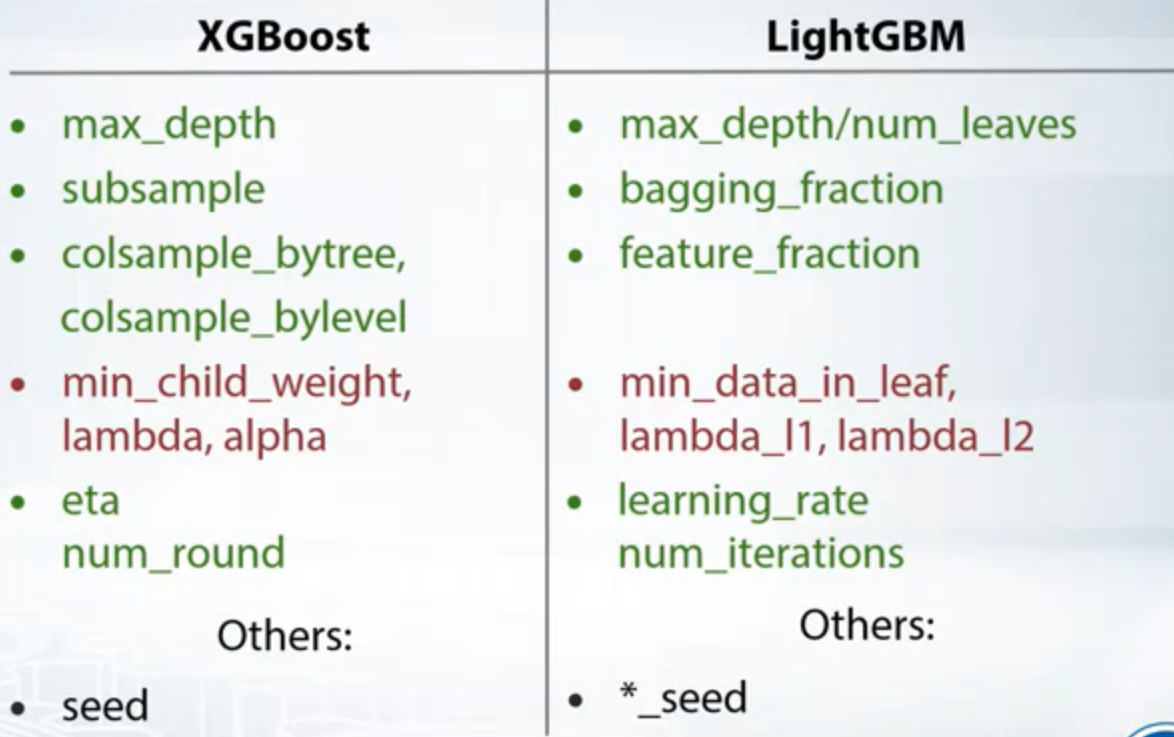 XGBoost
• max_depth
• subsample
• colsample_bytree,
colsample_bylevel
• min_child_weight,
lambda, alpha
• eta
num_round
Others:
• seed
LightGBM
• max_depth/num_leaves
• bagging_fraction
• feature_fraction
• min_data_in_leaf,
lambda_l1, lambda_l2
• learning_rate
num_iterations
Others:
• *_seed